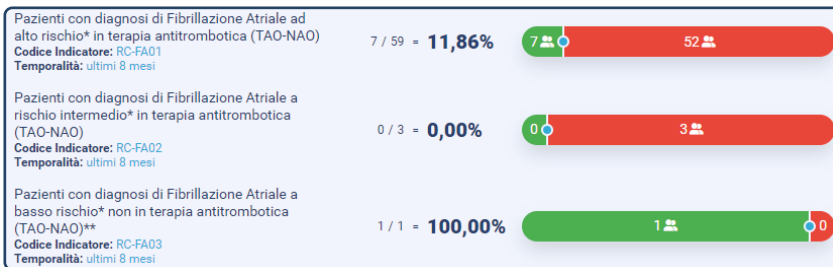 Pazienti con diagnosi di Fibrillazione Atriale ad
alto rischio* in terapia antitrombotica (TAO-NAO)
Codice Indicatore: RC-FA01
Temporalità: ultimi 8 mesi
7 / 59 = 11,86%
7
52
Pazienti con diagnosi di Fibrillazione Atriale a
rischio intermedio* in terapia antitrombotica
(TAO-NAO)
Codice Indicatore: RC-FA02
Temporalità: ultimi 8 mesi
0 / 3 = 0,00%
0
3
Pazienti con diagnosi di Fibrillazione Atriale a
basso rischio* non in terapia antitrombotica
(TAO-NAO)**
Codice Indicatore: RC-FA03
Temporalità: ultimi 8 mesi
1 / 1 = 100,00%
1
0